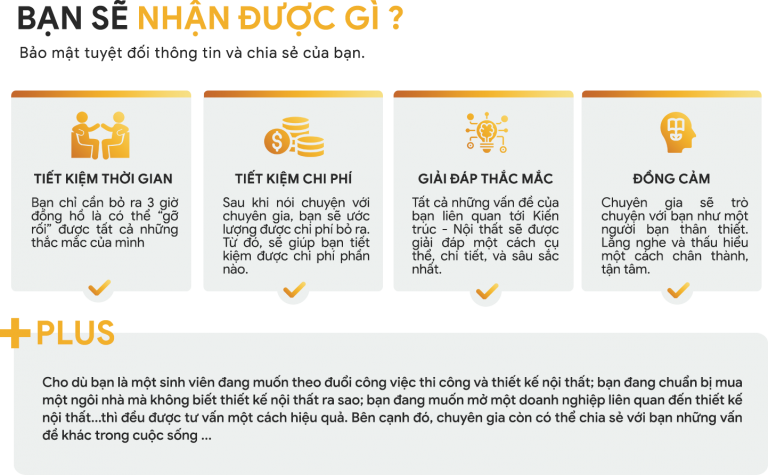 BẠN SẼ NHẬN ĐƯỢC GÌ ?
Bảo mật tuyệt đối thông tin và chia sẻ của bạn.
TIẾT KIỆM THỜI GIAN
Bạn chỉ cần bỏ ra 3 giờ
đồng hồ là có thể “gỡ
rối” được tất cả những
thắc mắc của mình
TIẾT KIỆM CHI PHÍ
Sau khi nói chuyện với
chuyên gia, bạn sẽ ước
lượng được chi phí bỏ ra.
Từ đó, sẽ giúp bạn tiết
kiệm được chi phí phần
nào.
GIẢI ĐÁP THẮC MẮC
Tất cả những vấn đề của
bạn liên quan tới Kiến
trúc - Nội thất sẽ được
giải đáp một cách cụ
thể, chi tiết, và sâu sắc
nhất.
ĐỒNG CẢM
Chuyên gia sẽ trò
chuyện với bạn như một
người bạn thân thiết.
Lắng nghe và thấu hiểu
một cách chân thành,
tận tâm.
+PLUS
Cho dù bạn là một sinh viên đang muốn theo đuổi công việc thi công và thiết kế nội thất; bạn đang chuẩn bị mua
một ngôi nhà mà không biết thiết kế nội thất ra sao; bạn đang muốn mở một doanh nghiệp liên quan đến thiết kế
nội thất...thì đều được tư vấn một cách hiệu quả. Bên cạnh đó, chuyên gia còn có thể chia sẻ với bạn những vấn
đề khác trong cuộc sống ...